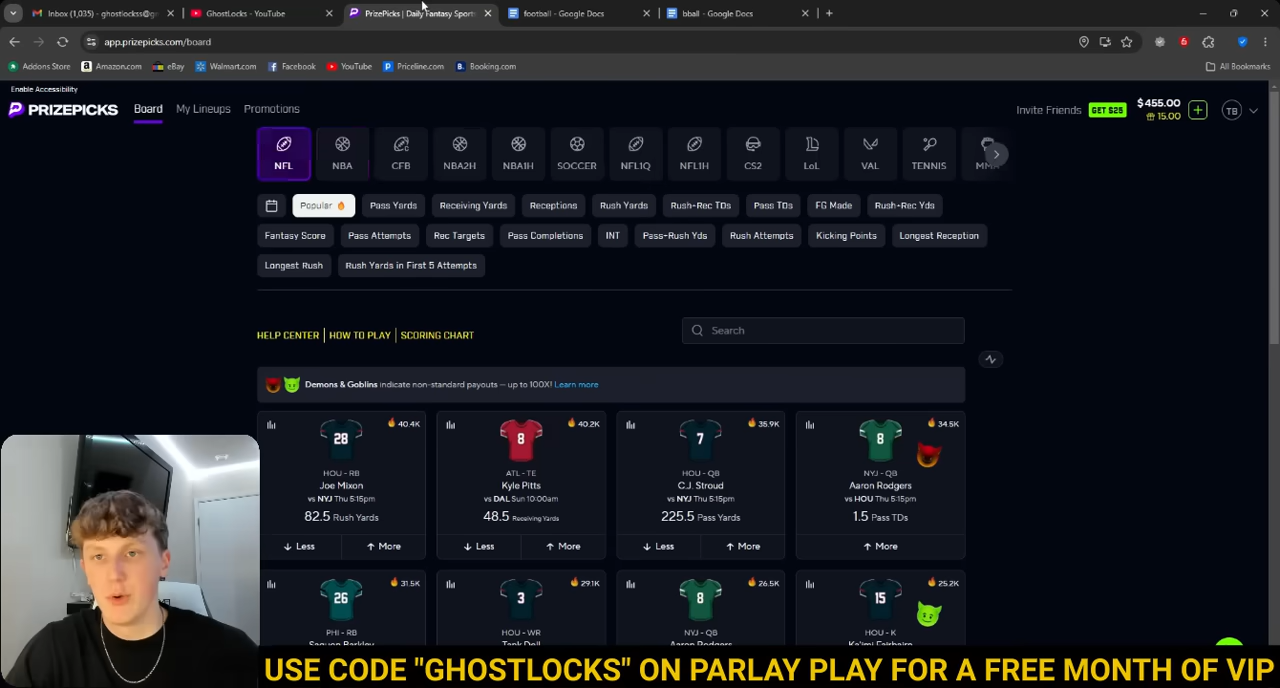 Inbox (1,035) - ghostlockss@g
GhostLocks - YouTube
PrizePicks | Daily Fantasy Sports
football - Google Docs
bball - Google Docs
app.prizepicks.com/board
Addons Store
Amazon.com
eBay
Walmart.com
Facebook
YouTube
Priceline.com
Booking.com
All Bookmarks
Enable Accessibility
PRIZEPICKS
Board
My Lineups
Promotions
Invite Friends
GET $25
$455.00
15.00
TB
NFL
NBA
CFB
NBA2H
NBA1H
SOCCER
NFL1Q
NFL1H
CS2
LoL
VAL
TENNIS
Popular
Pass Yards
Receiving Yards
Receptions
Rush Yards
Rush+Rec TDs
Pass TDs
FG Made
Rush+Rec Yds
Fantasy Score
Pass Attempts
Rec Targets
Pass Completions
INT
Pass+Rush Yds
Rush Attempts
Kicking Points
Longest Reception
Longest Rush
Rush Yards in First 5 Attempts
HELP CENTER
HOW TO PLAY
SCORING CHART
Search
Demons & Goblins indicate non-standard payouts — up to 100X! Learn more
40.4K
28
HOU - RB
Joe Mixon
vs NYJ Thu 5:15pm
82.5 Rush Yards
Less
More
40.2K
8
ATL - TE
Kyle Pitts
vs DAL Sun 10:00am
48.5 Receiving Yards
Less
More
35.9K
7
HOU - QB
C.J. Stroud
vs NYJ Thu 5:15pm
225.5 Pass Yards
Less
More
34.5K
8
NYJ - QB
Aaron Rodgers
vs HOU Thu 5:15pm
1.5 Pass TDs
More
31.5K
26
PHI - RB
Saquon Barkley
29.1K
3
HOU - WR
Tank Dell
26.5K
8
NYJ - QB
Aaron Rodgers
25.2K
15
HOU - K
Ka'imi Fairbairn
USE CODE "GHOSTLOCKS" ON PARLAY PLAY FOR A FREE MONTH OF VIP